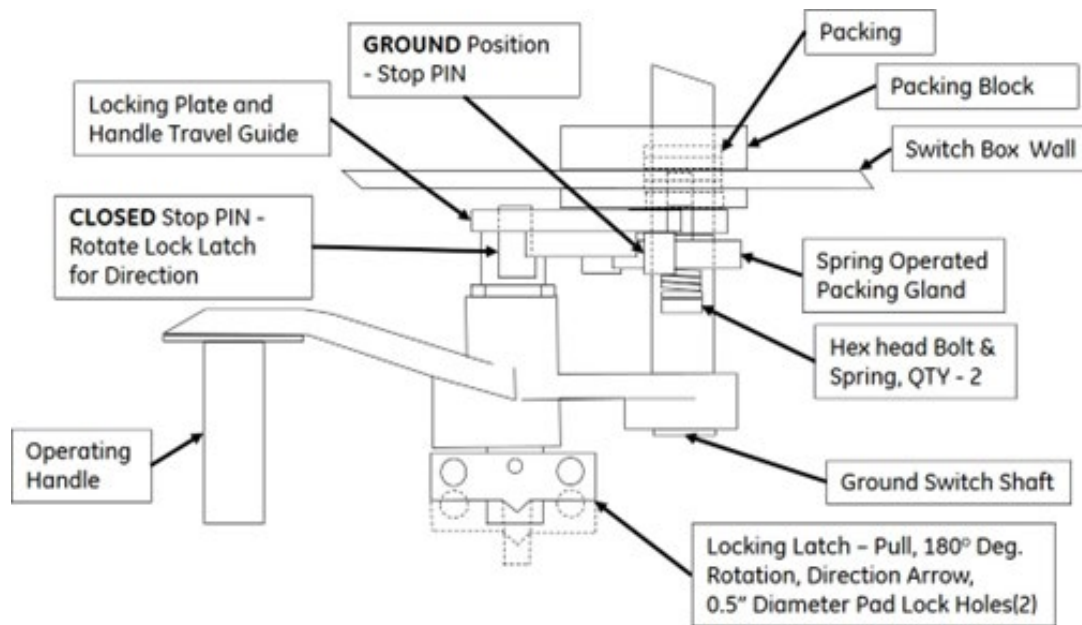 GROUND Position
- Stop PIN
Packing
Locking Plate and
Handle Travel Guide
Packing Block
Switch Box Wall
CLOSED Stop PIN -
Rotate Lock Latch
for Direction
Spring Operated
Packing Gland
Hex head Bolt &
Spring, QTY - 2
Operating
Handle
Ground Switch Shaft
Locking Latch – Pull, 180º Deg.
Rotation, Direction Arrow,
0.5” Diameter Pad Lock Holes(2)